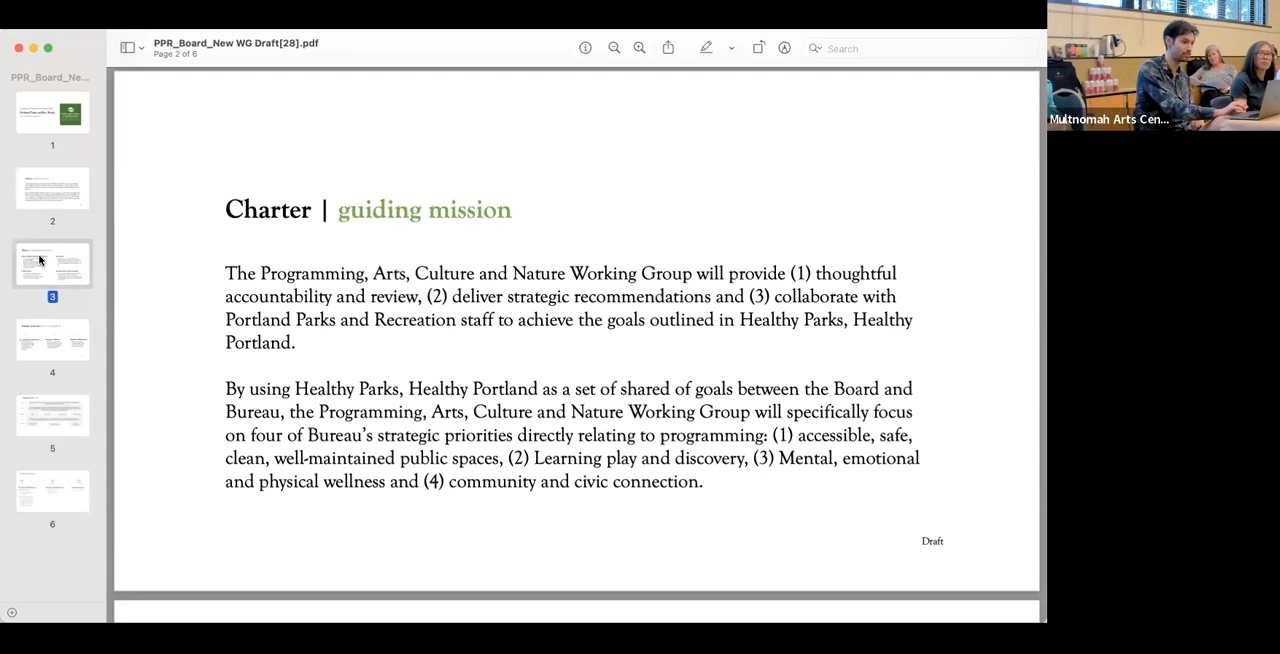 PPR_Board_New WG Draft[28].pdf
Page 2 of 6
Search
PPR_Board_Ne...
1
2
3
4
5
6
Charter | guiding mission
The Programming, Arts, Culture and Nature Working Group will provide (1) thoughtful
accountability and review, (2) deliver strategic recommendations and (3) collaborate with
Portland Parks and Recreation staff to achieve the goals outlined in Healthy Parks, Healthy
Portland.
By using Healthy Parks, Healthy Portland as a set of shared of goals between the Board and
Bureau, the Programming, Arts, Culture and Nature Working Group will specifically focus
on four of Bureau's strategic priorities directly relating to programming: (1) accessible, safe,
clean, well-maintained public spaces, (2) Learning play and discovery, (3) Mental, emotional
and physical wellness and (4) community and civic connection.
Draft
Multnomah Arts Cen...